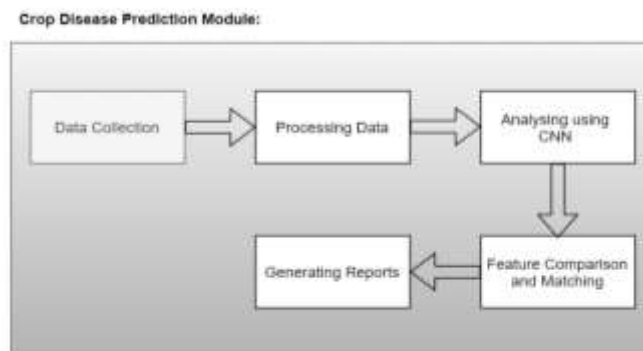 Crop Disease Prediction Module:
Data Collection
Processing Data
Analysing using
CNN
Generating Reports
Feature Comparison
and Matching